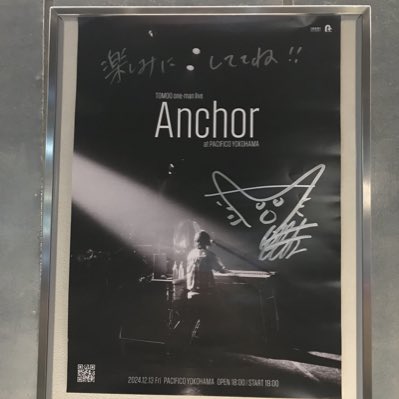 楽しみに しててね!!
TOMOO one-man live
Anchor
at PACIFICO YOKOHAMA
2024.12.13 Fri PACIFICO YOKOHAMA OPEN 18:00 | START 19:00